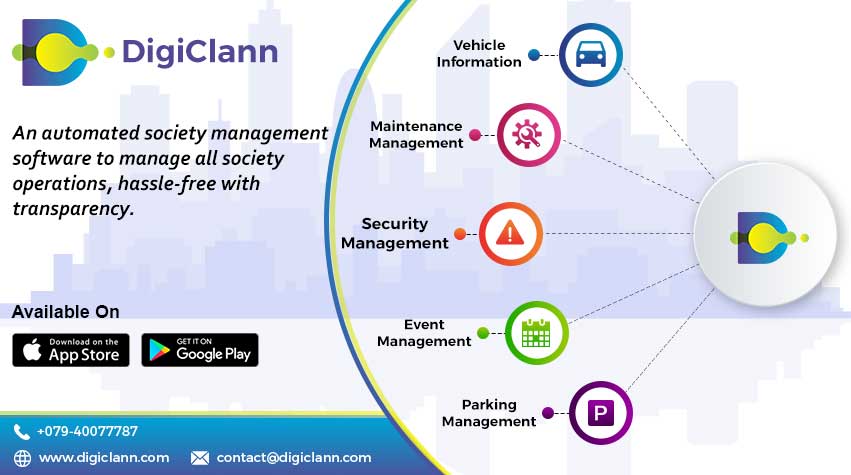 DigiClann
An automated society management
software to manage all society
operations, hassle-free with
transparency.
Available On
Download on the
App Store
GET IT ON
Google Play
+079-40077787
www.digiclann.com
contact@digiclann.com
Vehicle
Information
Maintenance
Management
Security
Management
Event
Management
Parking
Management
P